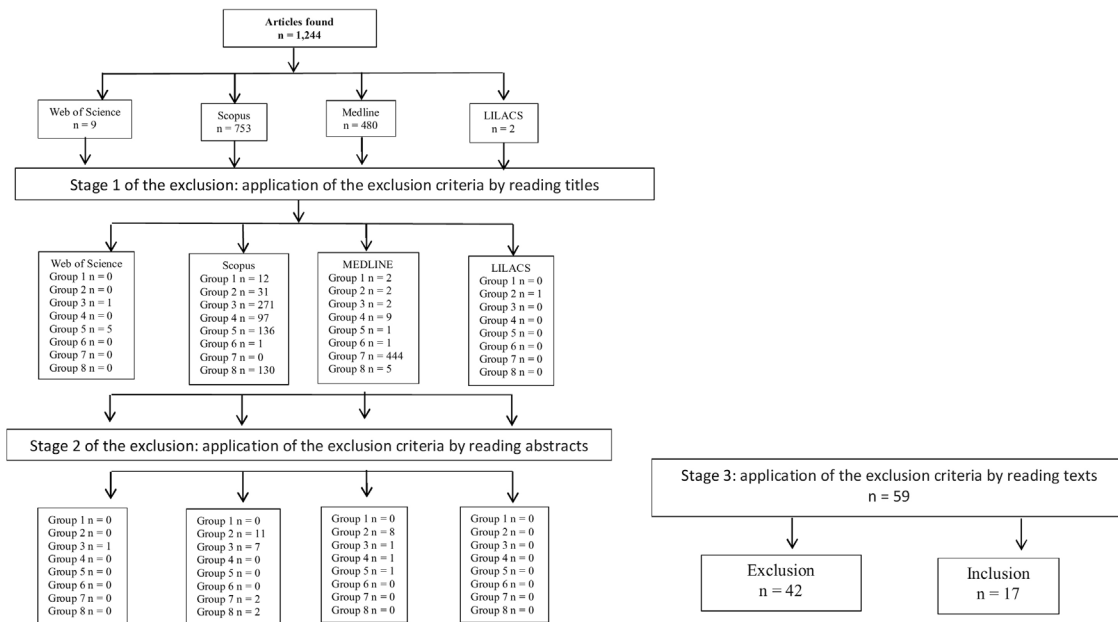 Articles found
n = 1,244
Web of Science
n = 9
Scopus
n = 753
Medline
n = 480
LILACS
n = 2
Stage 1 of the exclusion: application of the exclusion criteria by reading titles
Web of Science
Group 1 n = 0
Group 2 n = 0
Group 3 n = 1
Group 4 n = 0
Group 5 n = 5
Group 6 n = 0
Group 7 n = 0
Group 8 n = 0
Scopus
Group 1 n = 12
Group 2 n = 31
Group 3 n = 271
Group 4 n = 97
Group 5 n = 136
Group 6 n = 1
Group 7 n = 0
Group 8 n = 130
MEDLINE
Group 1 n = 2
Group 2 n = 2
Group 3 n = 2
Group 4 n = 9
Group 5 n = 1
Group 6 n = 1
Group 7 n = 444
Group 8 n = 5
LILACS
Group 1 n = 0
Group 2 n = 1
Group 3 n = 0
Group 4 n = 0
Group 5 n = 0
Group 6 n = 0
Group 7 n = 0
Group 8 n = 0
Stage 2 of the exclusion: application of the exclusion criteria by reading abstracts
Group 1 n = 0
Group 2 n = 0
Group 3 n = 1
Group 4 n = 0
Group 5 n = 0
Group 6 n = 0
Group 7 n = 0
Group 8 n = 0
Group 1 n = 0
Group 2 n = 11
Group 3 n = 7
Group 4 n = 0
Group 5 n = 0
Group 6 n = 0
Group 7 n = 2
Group 8 n = 2
Group 1 n = 0
Group 2 n = 8
Group 3 n = 1
Group 4 n = 1
Group 5 n = 1
Group 6 n = 0
Group 7 n = 0
Group 8 n = 0
Group 1 n = 0
Group 2 n = 0
Group 3 n = 0
Group 4 n = 0
Group 5 n = 0
Group 6 n = 0
Group 7 n = 0
Group 8 n = 0
Stage 3: application of the exclusion criteria by reading texts
n = 59
Exclusion
n = 42
Inclusion
n = 17